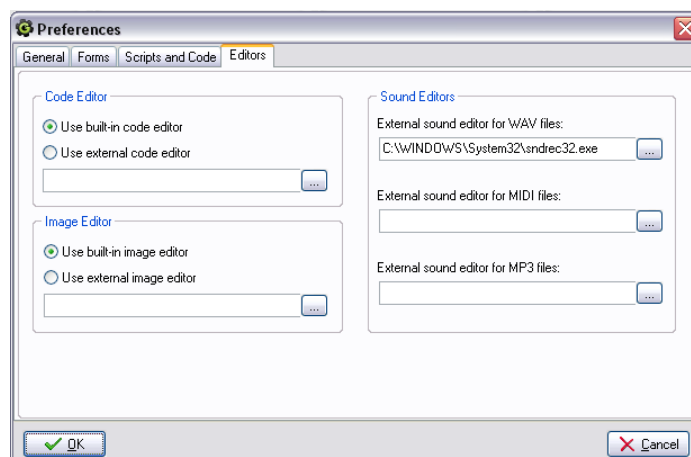 Preferences
General Forms Scripts and Code Editors
Code Editor
Use built-in code editor
Use external code editor
...
Image Editor
Use built-in image editor
Use external image editor
...
Sound Editors
External sound editor for WAV files:
C:\WINDOWS\System32\sndrec32.exe
...
External sound editor for MIDI files:
...
External sound editor for MP3 files:
...
OK
Cancel